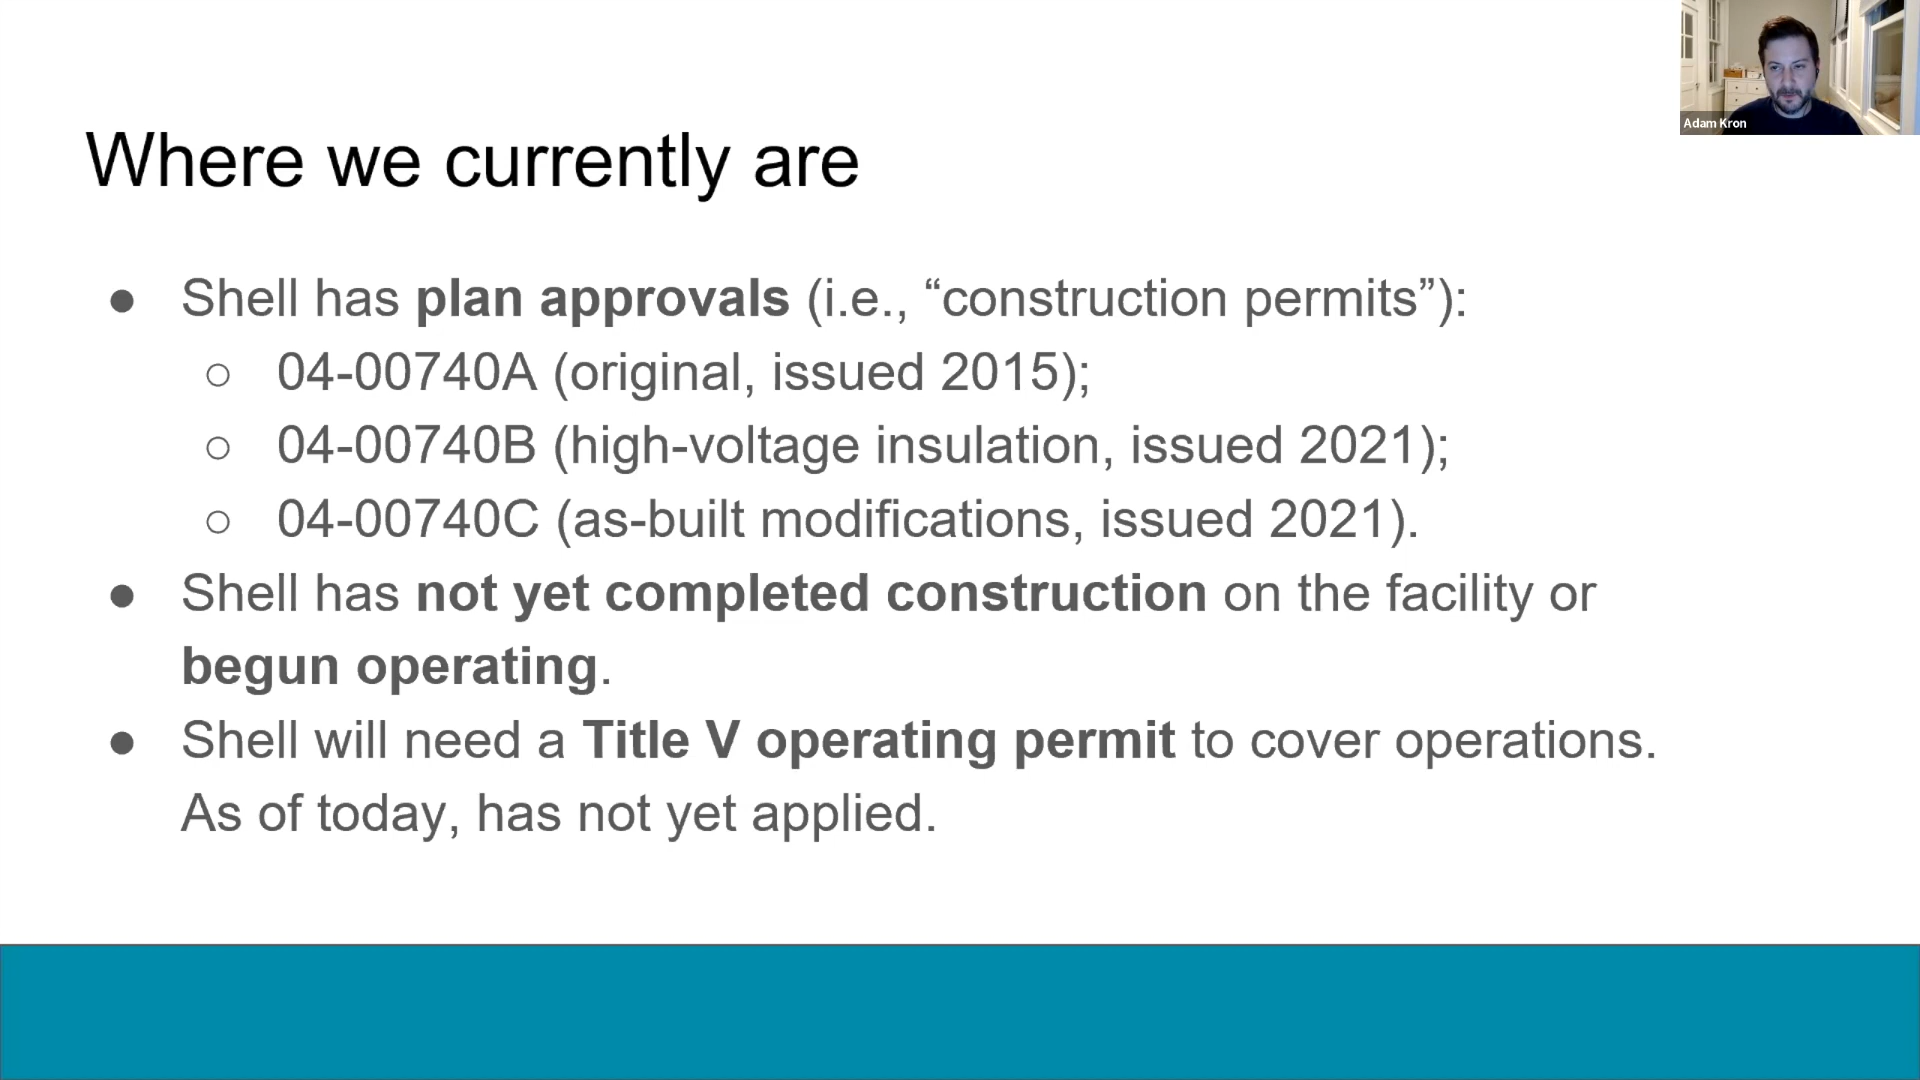 Adam Kron
Where we currently are
● Shell has plan approvals (i.e., “construction permits”):
○ 04-00740A (original, issued 2015);
○ 04-00740B (high-voltage insulation, issued 2021);
○ 04-00740C (as-built modifications, issued 2021).
● Shell has not yet completed construction on the facility or
begun operating.
● Shell will need a Title V operating permit to cover operations.
As of today, has not yet applied.